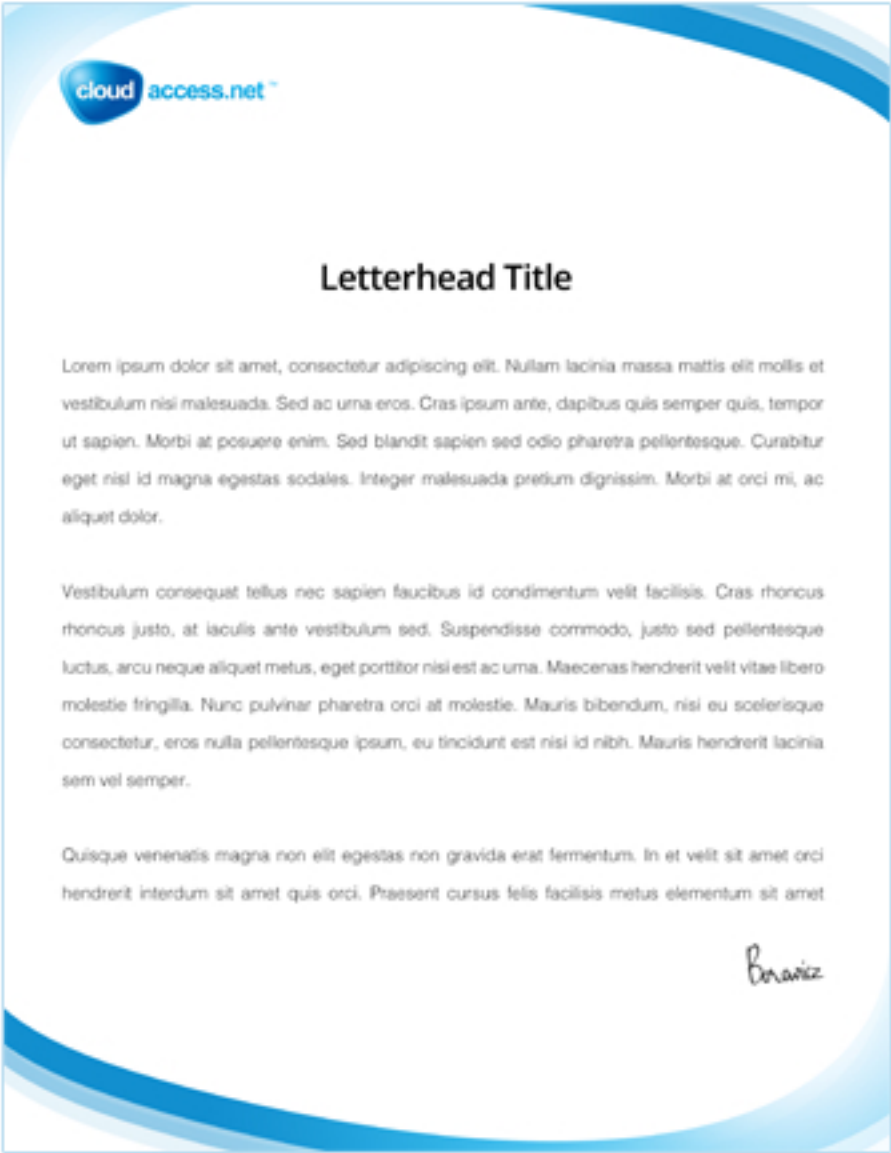 cloud access.net ™
Letterhead Title
Lorem ipsum dolor sit amet, consectetur adipiscing elit. Nullam lacinia massa mattis elit mollis et
vestibulum nisi malesuada. Sed ac urna eros. Cras ipsum ante, dapibus quis semper quis, tempor
ut sapien. Morbi at posuere enim. Sed blandit sapien sed odio pharetra pellentesque. Curabitur
eget nisl id magna egestas sodales. Integer malesuada pretium dignissim. Morbi at orci mi, ac
aliquet dolor.
Vestibulum consequat tellus nec sapien faucibus id condimentum velit facilisis. Cras rhoncus
rhoncus justo, at iaculis ante vestibulum sed. Suspendisse commodo, justo sed pellentesque
luctus, arcu neque aliquet metus, eget porttitor nisi est ac urna. Maecenas hendrerit velit vitae libero
molestie fringilla. Nunc pulvinar pharetra orci at molestie. Mauris bibendum, nisi eu scelerisque
consectetur, eros nulla pellentesque ipsum, eu tincidunt est nisi id nibh. Mauris hendrerit lacinia
sem vel semper.
Quisque venenatis magna non elit egestas non gravida erat fermentum. In et velit sit amet orci
hendrerit interdum sit amet quis orci. Praesent cursus felis facilisis metus elementum sit amet